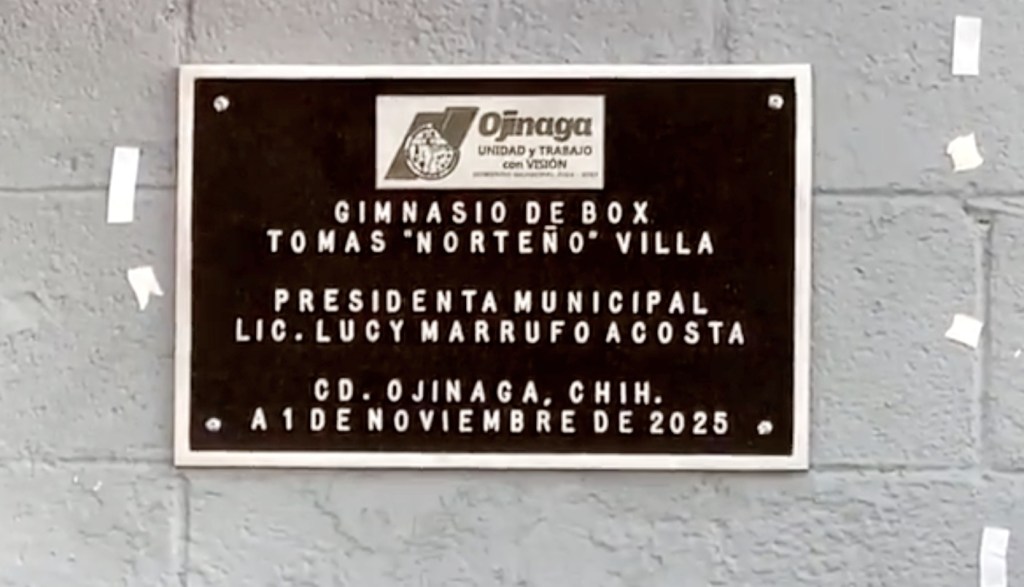 Ojinaga
UNIDAD y TRABAJO
con VISIÓN
GIMNASIO DE BOX
TOMAS "NORTEÑO" VILLA
PRESIDENTA MUNICIPAL
LIC. LUCY MARRUFO ACOSTA
CD. OJINAGA, CHIH.
A 1 DE NOVIEMBRE DE 2025